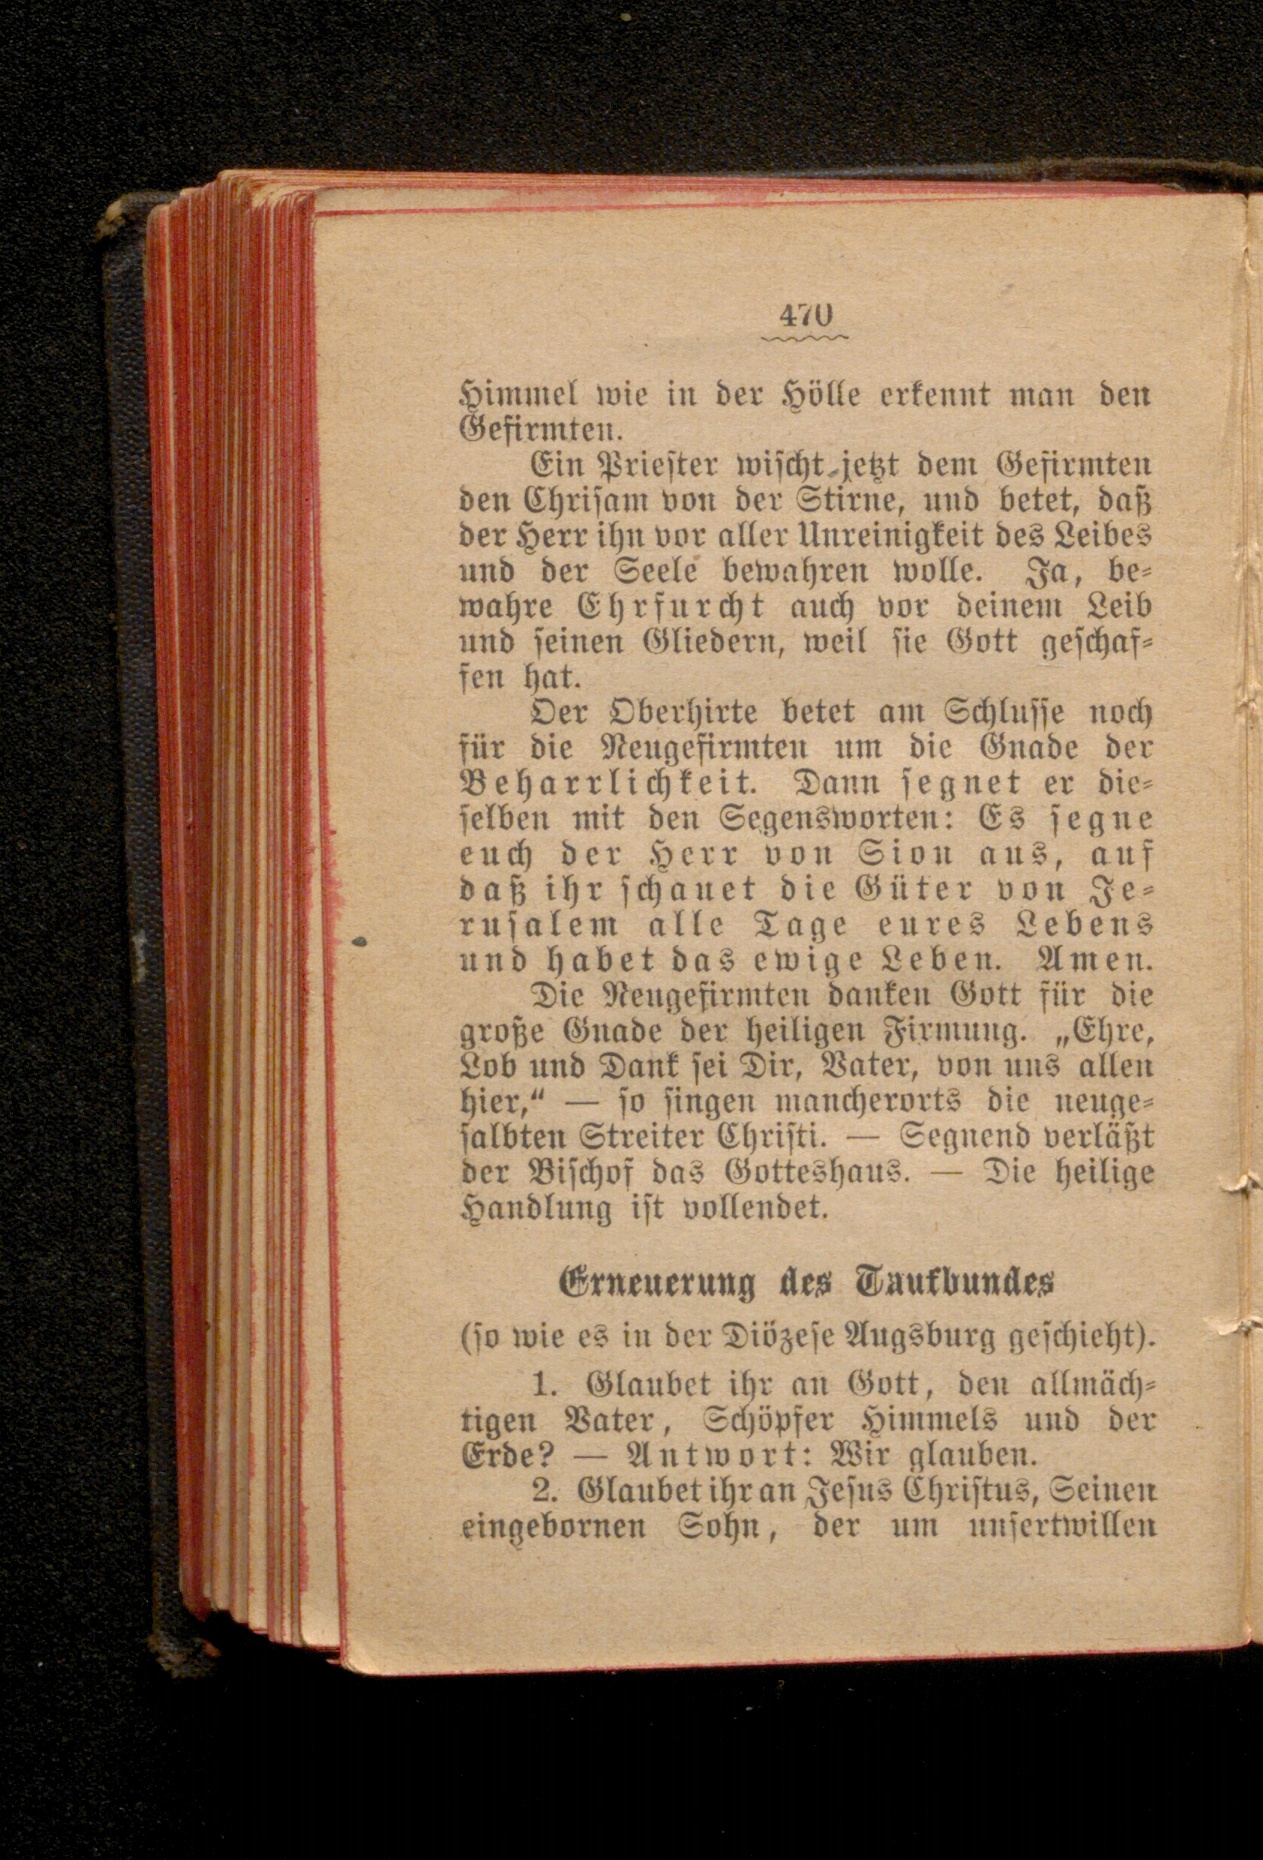 470
Himmel wie in der Hölle erkennt man den
Gefirmten.
Ein Priester wischt jetzt dem Gefirmten
den Chrisam von der Stirne, und betet, daß
der Herr ihn vor aller Unreinigkeit des Leibes
und der Seele bewahren wolle. Ja, be-
wahre Ehrfurcht auch vor deinem Leib
und seinen Gliedern, weil sie Gott geschaf-
fen hat.
Der Oberhirte betet am Schlusse noch
für die Neugefirmten um die Gnade der
Beharrlichkeit. Dann segnet er die-
selben mit den Segensworten: Es segne
euch der Herr von Sion aus, auf
daß ihr schauet die Güter von Je-
rusalem alle Tage eures Lebens
und habet das ewige Leben. Amen.
Die Neugefirmten danken Gott für die
große Gnade der heiligen Firmung. „Ehre,
Lob und Dank sei Dir, Vater, von uns allen
hier,“ — so singen mancherorts die neuge-
salbten Streiter Christi. — Segnend verläßt
der Bischof das Gotteshaus. — Die heilige
Handlung ist vollendet.
Erneuerung des Taufbundes
(so wie es in der Diözese Augsburg geschieht).
1. Glaubet ihr an Gott, den allmäch-
tigen Vater, Schöpfer Himmels und der
Erde? — Antwort: Wir glauben.
2. Glaubet ihr an Jesus Christus, Seinen
eingebornen Sohn, der um unsertwillen